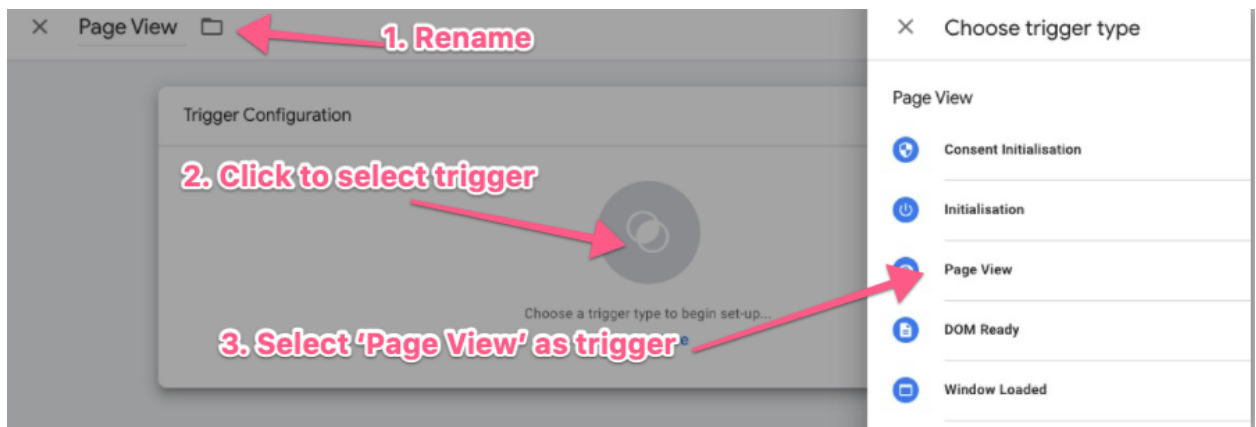 Page View
1. Rename
Choose trigger type
Page View
Trigger Configuration
Consent Initialisation
2. Click to select trigger
Initialisation
Page View
Choose a trigger type to begin set-up...
3. Select ‘Page View’ as trigger
DOM Ready
Window Loaded